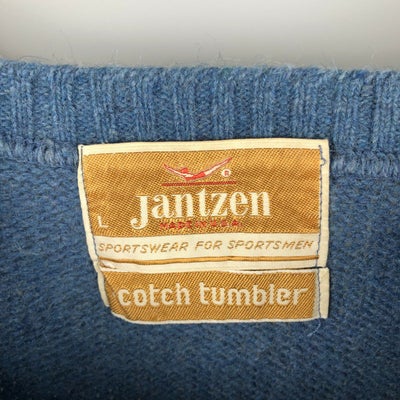 Jantzen
MADE IN U.S.A.
L
SPORTSWEAR FOR SPORTSMEN
cotch tumbler